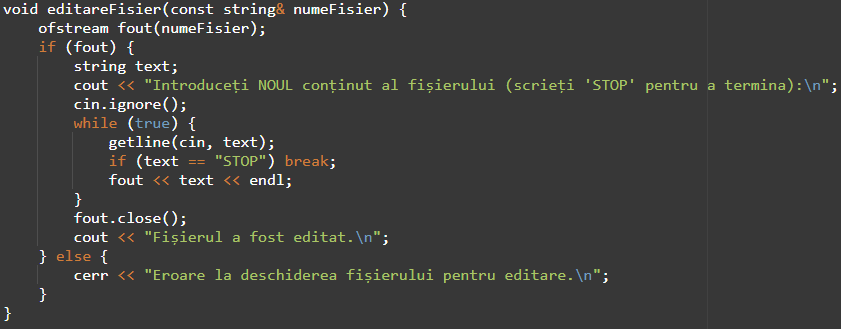 void editareFisier(const string& numeFisier) {
    ofstream fout(numeFisier);
    if (fout) {
        string text;
        cout << "Introduceți NOUL conținut al fișierului (scrieți 'STOP' pentru a termina):\n";
        cin.ignore();
        while (true) {
            getline(cin, text);
            if (text == "STOP") break;
            fout << text << endl;
        }
        fout.close();
        cout << "Fișierul a fost editat.\n";
    } else {
        cerr << "Eroare la deschiderea fișierului pentru editare.\n";
    }
}